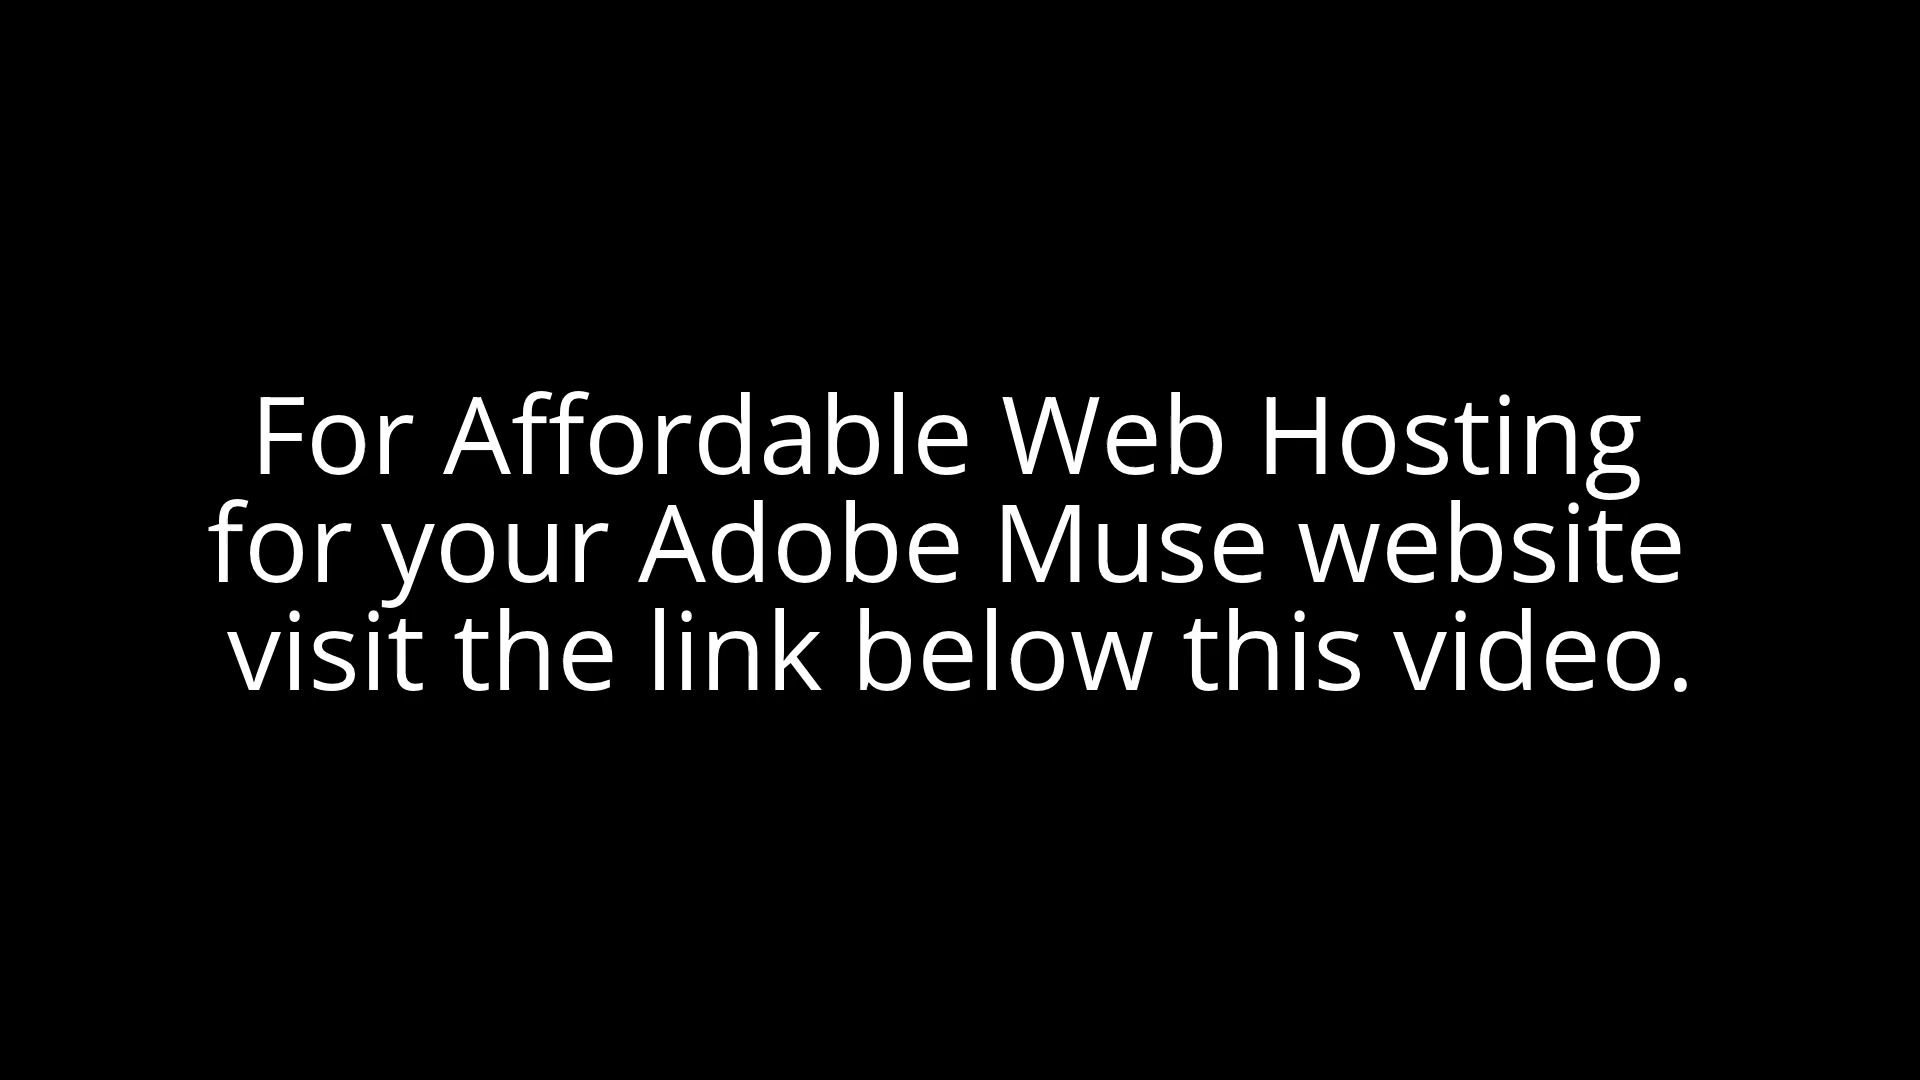 For Affordable Web Hosting
for your Adobe Muse website
visit the link below this video.